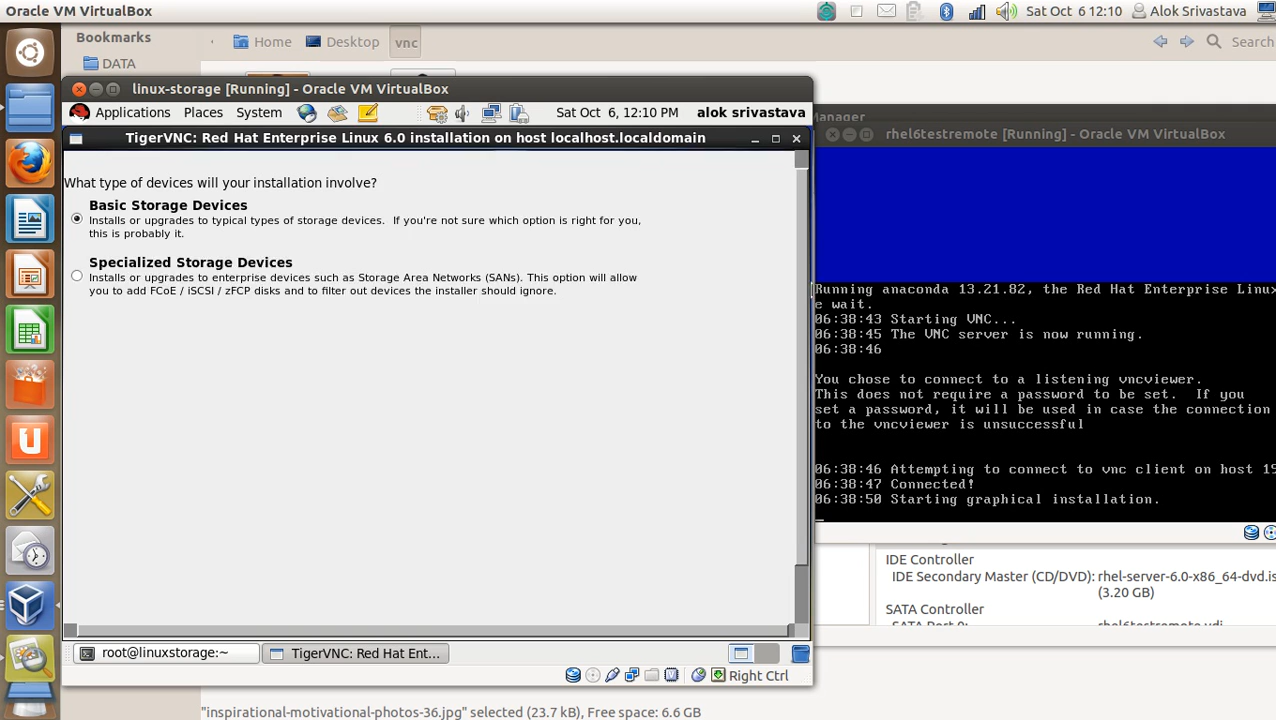 Oracle VM VirtualBox
Sat Oct 6 12:10
Alok Srivastava
Bookmarks
DATA
Home
Desktop
vnc
Search
linux-storage [Running] - Oracle VM VirtualBox
Applications Places System
Sat Oct 6, 12:10 PM
alok srivastava
TigerVNC: Red Hat Enterprise Linux 6.0 installation on host localhost.localdomain
What type of devices will your installation involve?
Basic Storage Devices
Installs or upgrades to typical types of storage devices. If you're not sure which option is right for you,
this is probably it.
Specialized Storage Devices
Installs or upgrades to enterprise devices such as Storage Area Networks (SANs). This option will allow
you to add FCoE / iSCSI / zFCP disks and to filter out devices the installer should ignore.
root@linuxstorage:~
TigerVNC: Red Hat Ent...
Right Ctrl
Manager
rhel6testremote [Running] - Oracle VM VirtualBox
Running anaconda 13.21.82, the Red Hat Enterprise Linux
e wait.
06:38:43 Starting VNC...
06:38:45 The VNC server is now running.
06:38:46
You chose to connect to a listening vncviewer.
This does not require a password to be set. If you
set a password, it will be used in case the connection
to the vncviewer is unsuccessful
06:38:46 Attempting to connect to vnc client on host 19
06:38:47 Connected!
06:38:50 Starting graphical installation.
IDE Controller
IDE Secondary Master (CD/DVD): rhel-server-6.0-x86_64-dvd.is
(3.20 GB)
SATA Controller
SATA Port 0: rhel6testremote.vdi
"inspirational-motivational-photos-36.jpg" selected (23.7 kB), Free space: 6.6 GB